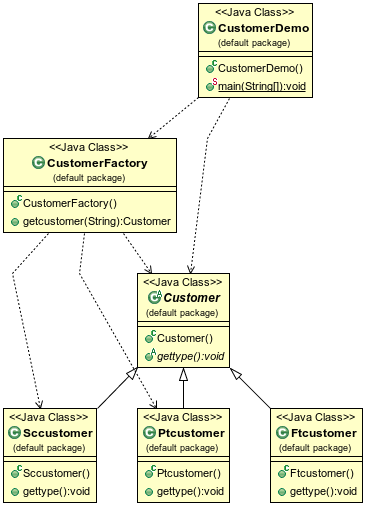 <<Java Class>>
CustomerDemo
(default package)
CustomerDemo()
main(String[]):void
<<Java Class>>
CustomerFactory
(default package)
CustomerFactory()
getcustomer(String):Customer
<<Java Class>>
Customer
(default package)
Customer()
gettype():void
<<Java Class>>
Sccustomer
(default package)
Sccustomer()
gettype():void
<<Java Class>>
Ptcustomer
(default package)
Ptcustomer()
gettype():void
<<Java Class>>
Ftcustomer
(default package)
Ftcustomer()
gettype():void